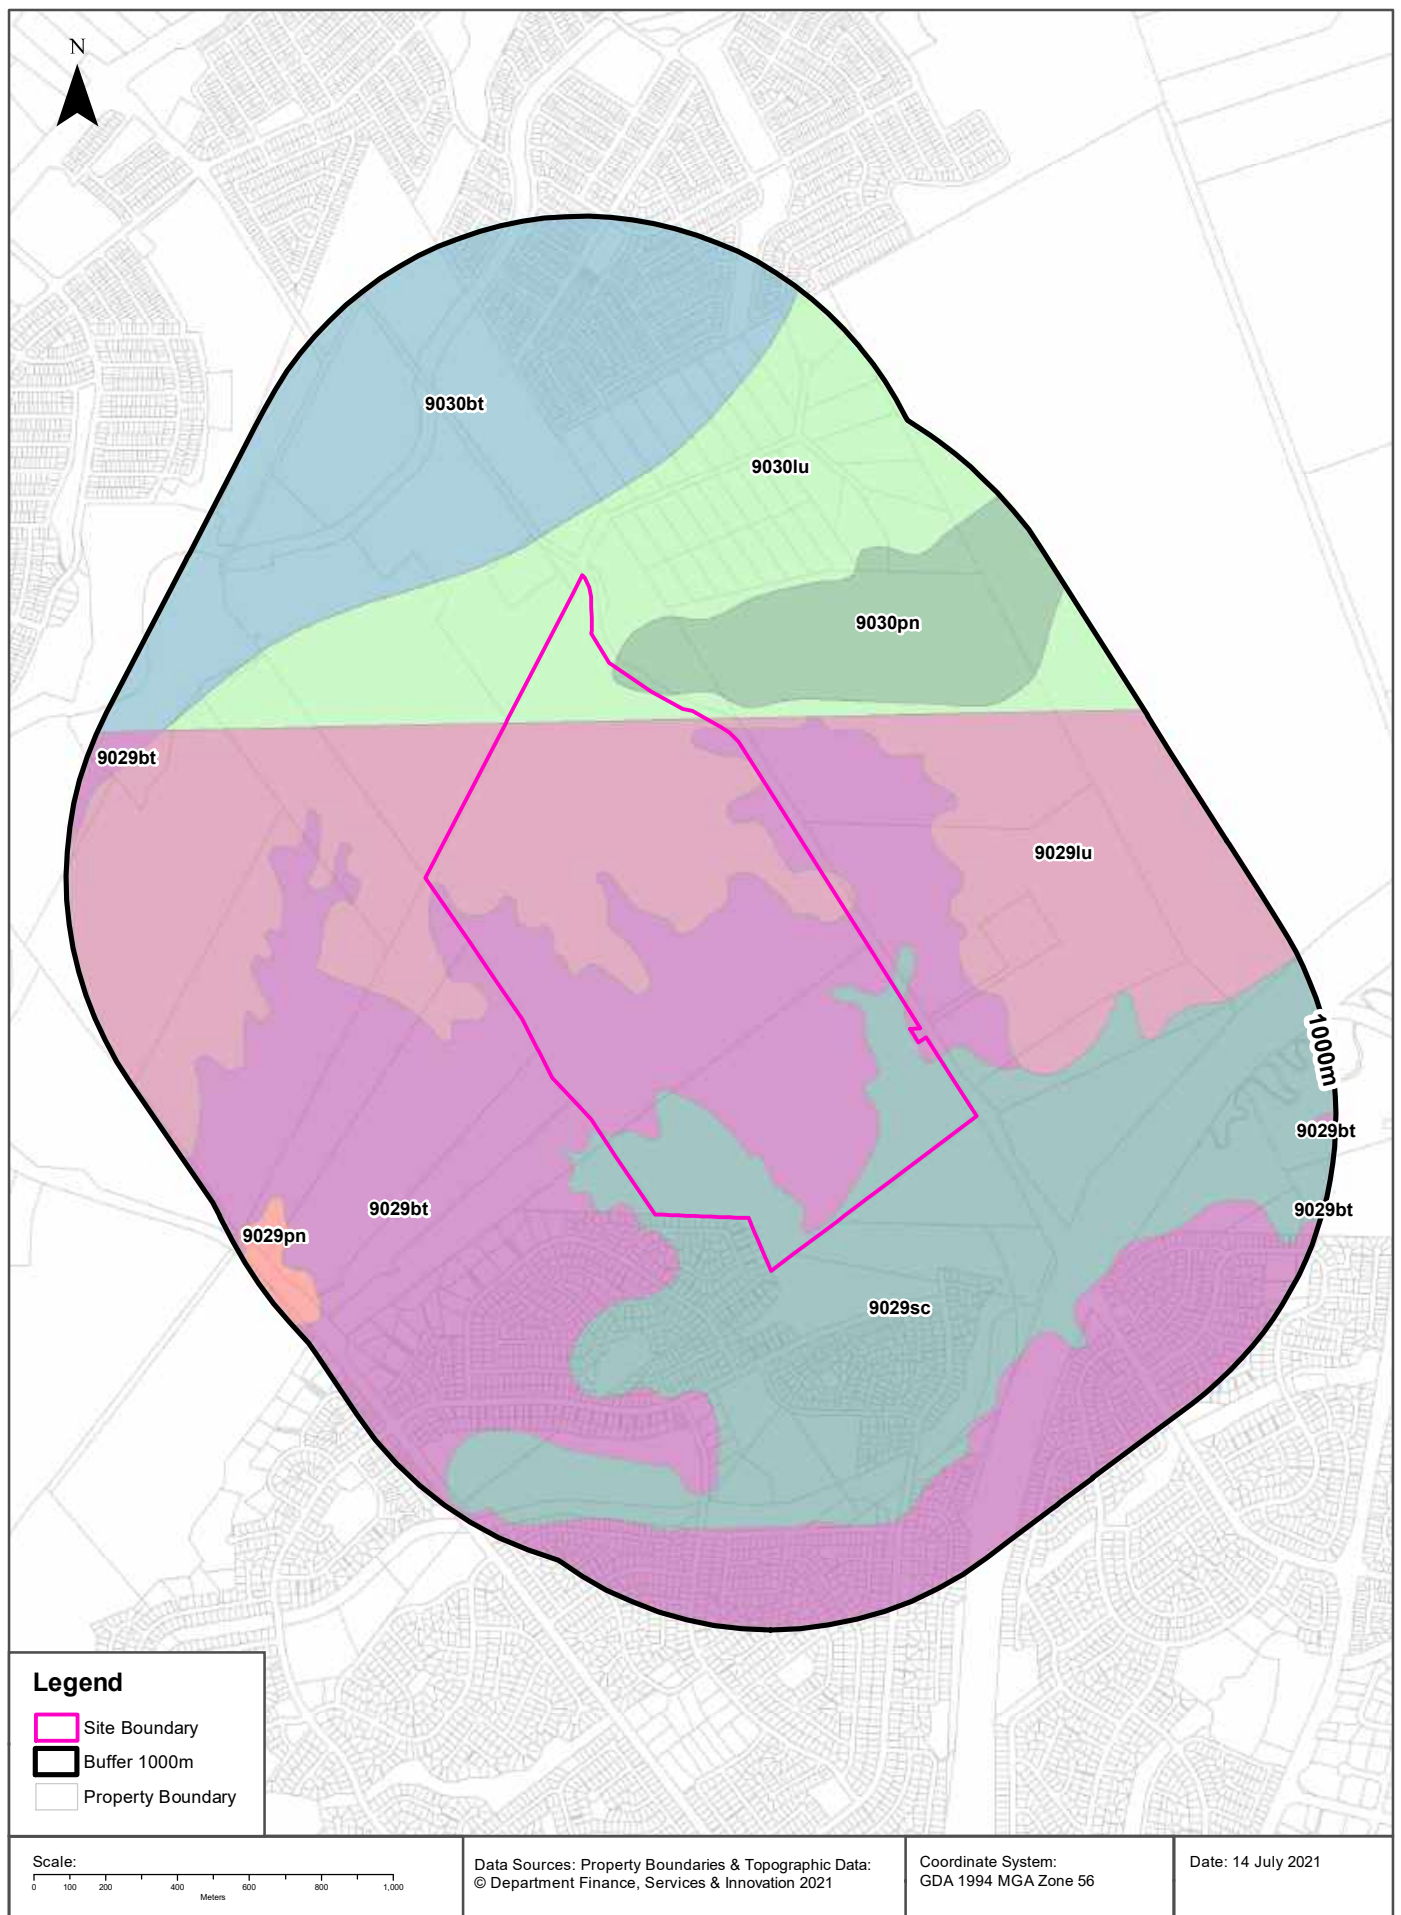 N
9030bt
9030lu
9030pn
9029bt
9029lu
1000m
9029bt
9029bt
9029bt
9029pn
9029sc
Legend
Site Boundary
Buffer 1000m
Property Boundary
Scale:
0 100 200 400 600 800 1,000
Meters
Data Sources: Property Boundaries & Topographic Data:
© Department Finance, Services & Innovation 2021
Coordinate System:
GDA 1994 MGA Zone 56
Date: 14 July 2021